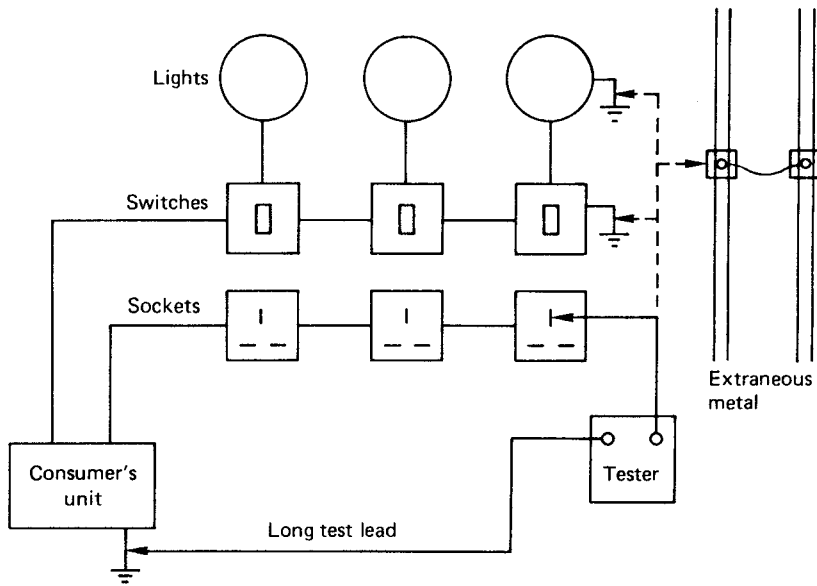 Lights
Switches
Sockets
Extraneous
metal
Consumer's
unit
Tester
Long test lead